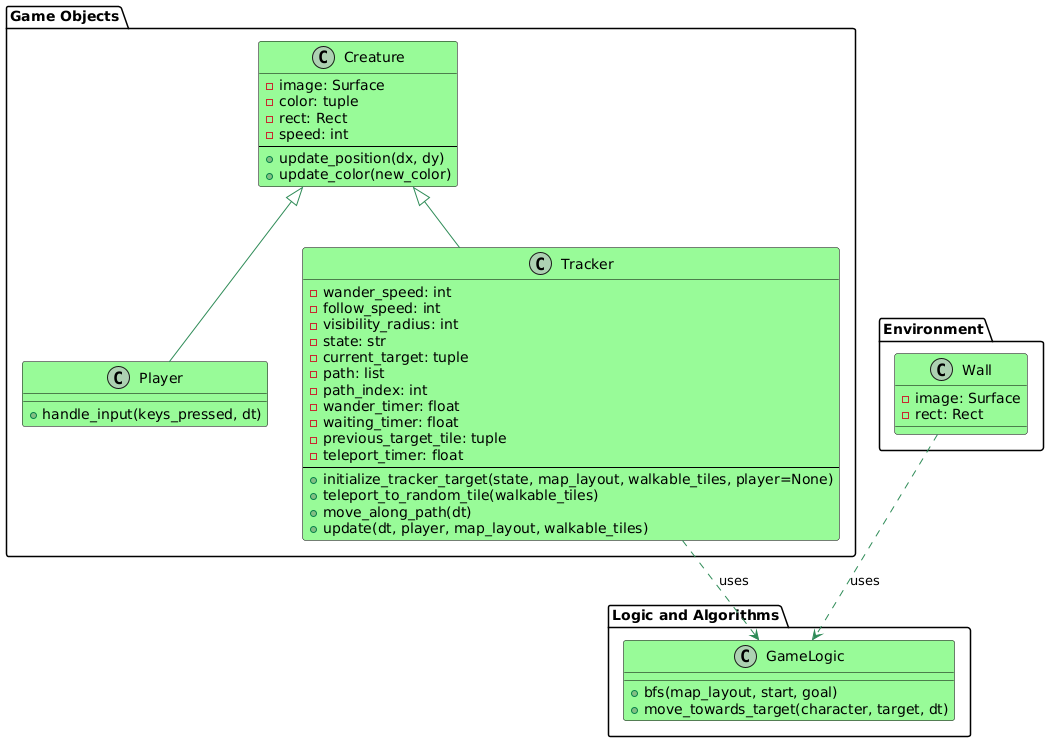 Game Objects
C Creature
image: Surface
color: tuple
rect: Rect
speed: int
update_position(dx, dy)
update_color(new_color)
C Tracker
wander_speed: int
follow_speed: int
visibility_radius: int
state: str
current_target: tuple
path: list
path_index: int
wander_timer: float
waiting_timer: float
previous_target_tile: tuple
teleport_timer: float
initialize_tracker_target(state, map_layout, walkable_tiles, player=None)
teleport_to_random_tile(walkable_tiles)
move_along_path(dt)
update(dt, player, map_layout, walkable_tiles)
C Player
handle_input(keys_pressed, dt)
Environment
C Wall
image: Surface
rect: Rect
uses
uses
Logic and Algorithms
C GameLogic
bfs(map_layout, start, goal)
move_towards_target(character, target, dt)